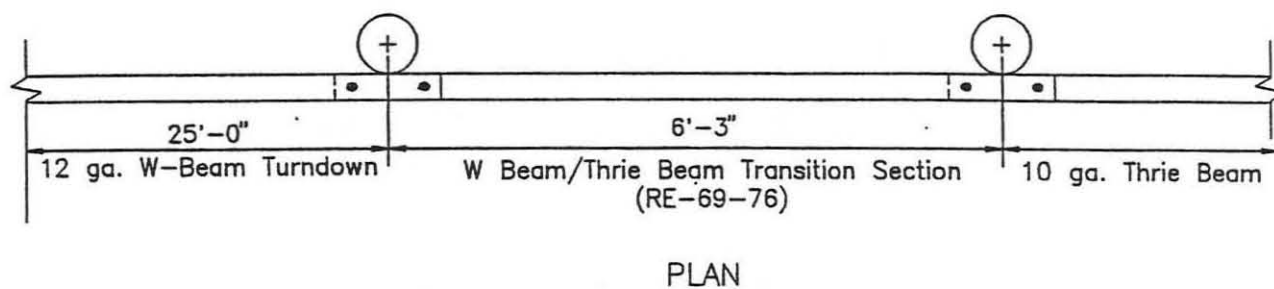 25'-0"
6'-3"
12 ga. W-Beam Turndown
W Beam/Thrie Beam Transition Section
10 ga. Thrie Beam
(RE-69-76)
PLAN